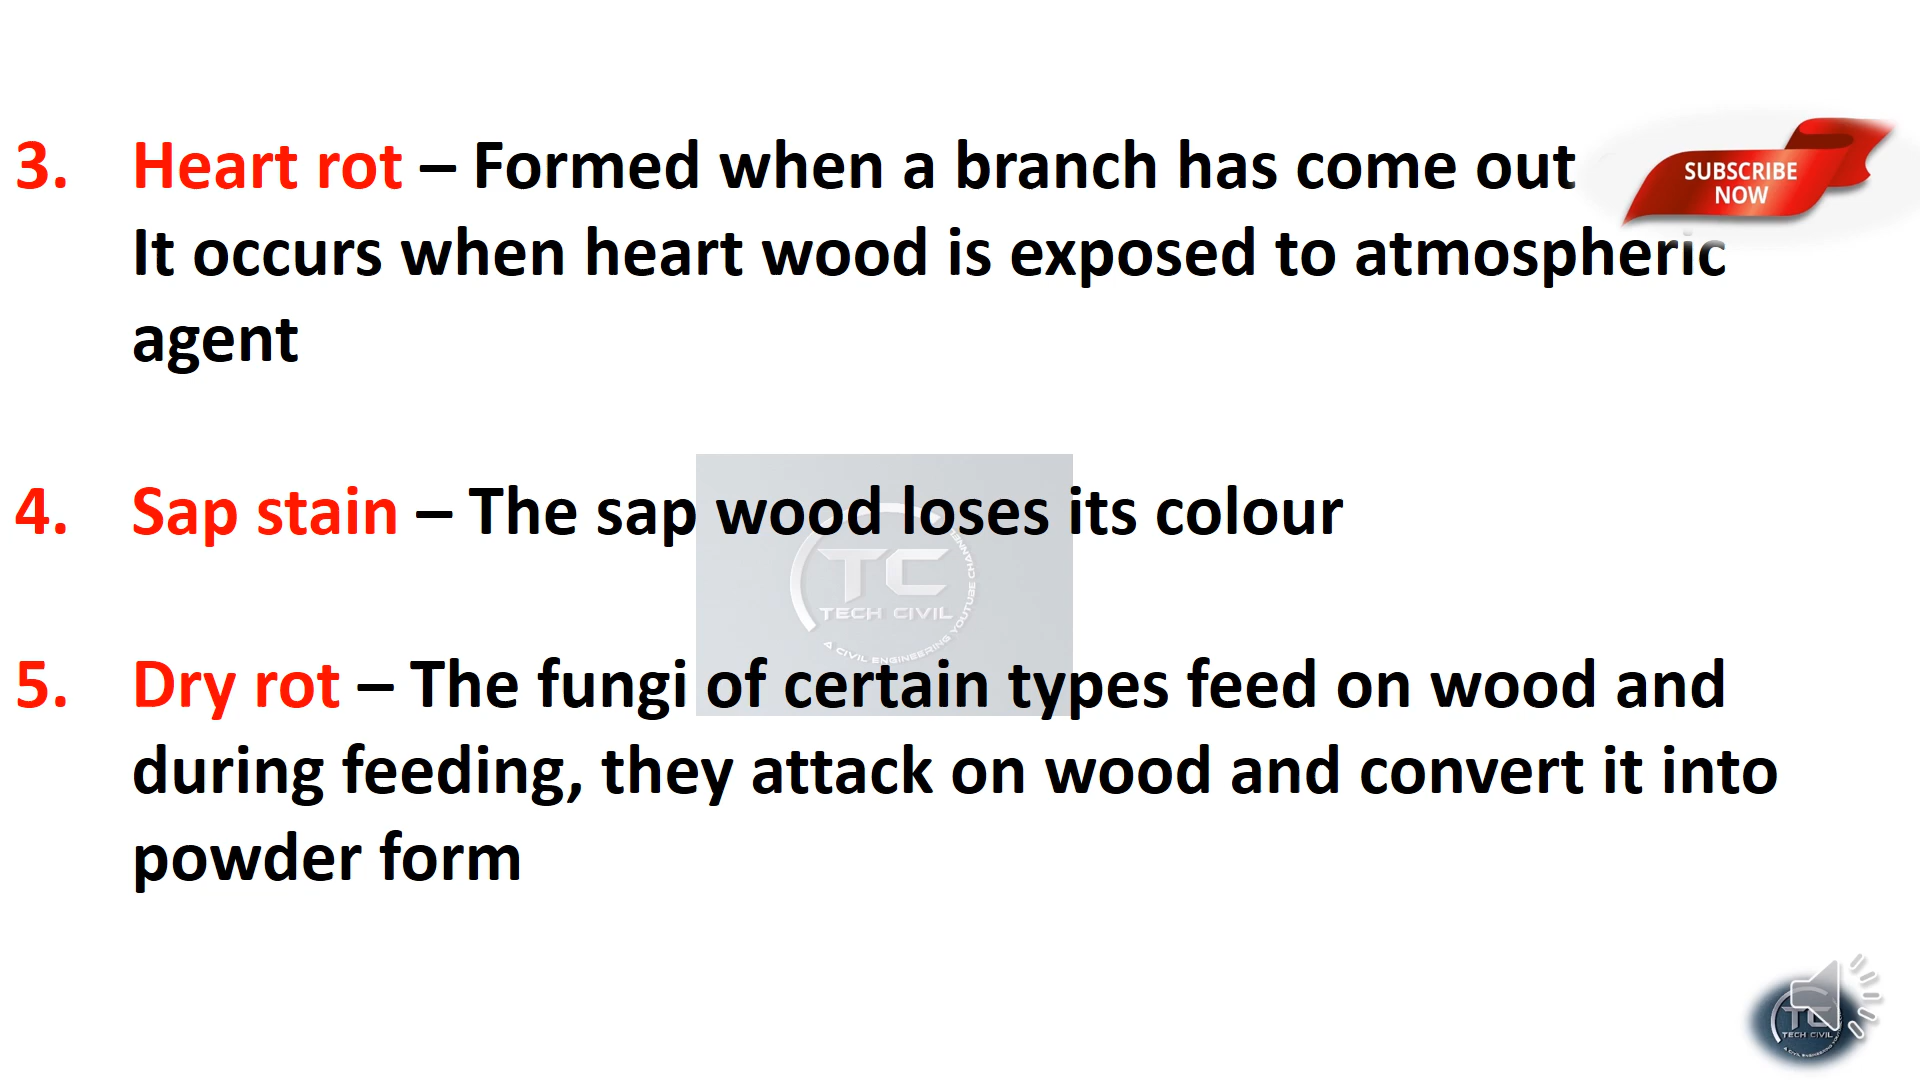 3. Heart rot – Formed when a branch has come out
SUBSCRIBE
NOW
It occurs when heart wood is exposed to atmospheric
agent
4. Sap stain – The sap wood loses its colour
TC
TECH CIVIL
A CIVIL ENGINEERING YOUTUBE CHANNEL
5. Dry rot – The fungi of certain types feed on wood and
during feeding, they attack on wood and convert it into
powder form
TC
TECH CIVIL